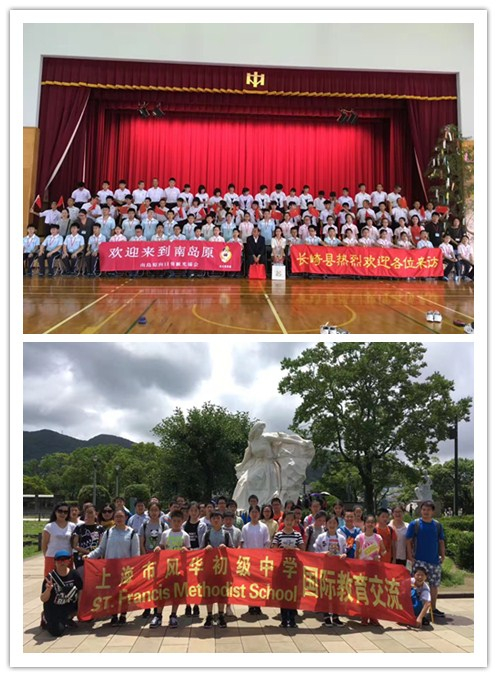 中
欢迎来到南岛原
长崎县热烈欢迎各位来访
上海市风华初级中学
ST. Francis Methodist School
国际教育交流